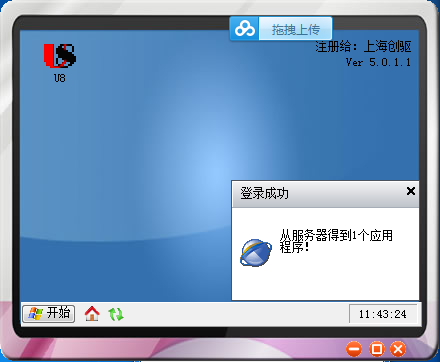 拖拽上传
注册给: 上海创驱
Ver 5.0.1.1
U8
登录成功
从服务器得到1个应用
程序!
开始
11:43:24